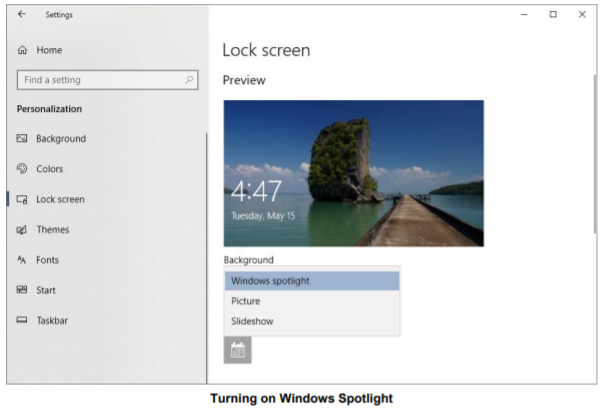 Settings
Home
Find a setting
Personalization
Background
Colors
Lock screen
Themes
Fonts
Start
Taskbar
Lock screen
Preview
4:47
Tuesday, May 15
Background
Windows spotlight
Picture
Slideshow
Turning on Windows Spotlight